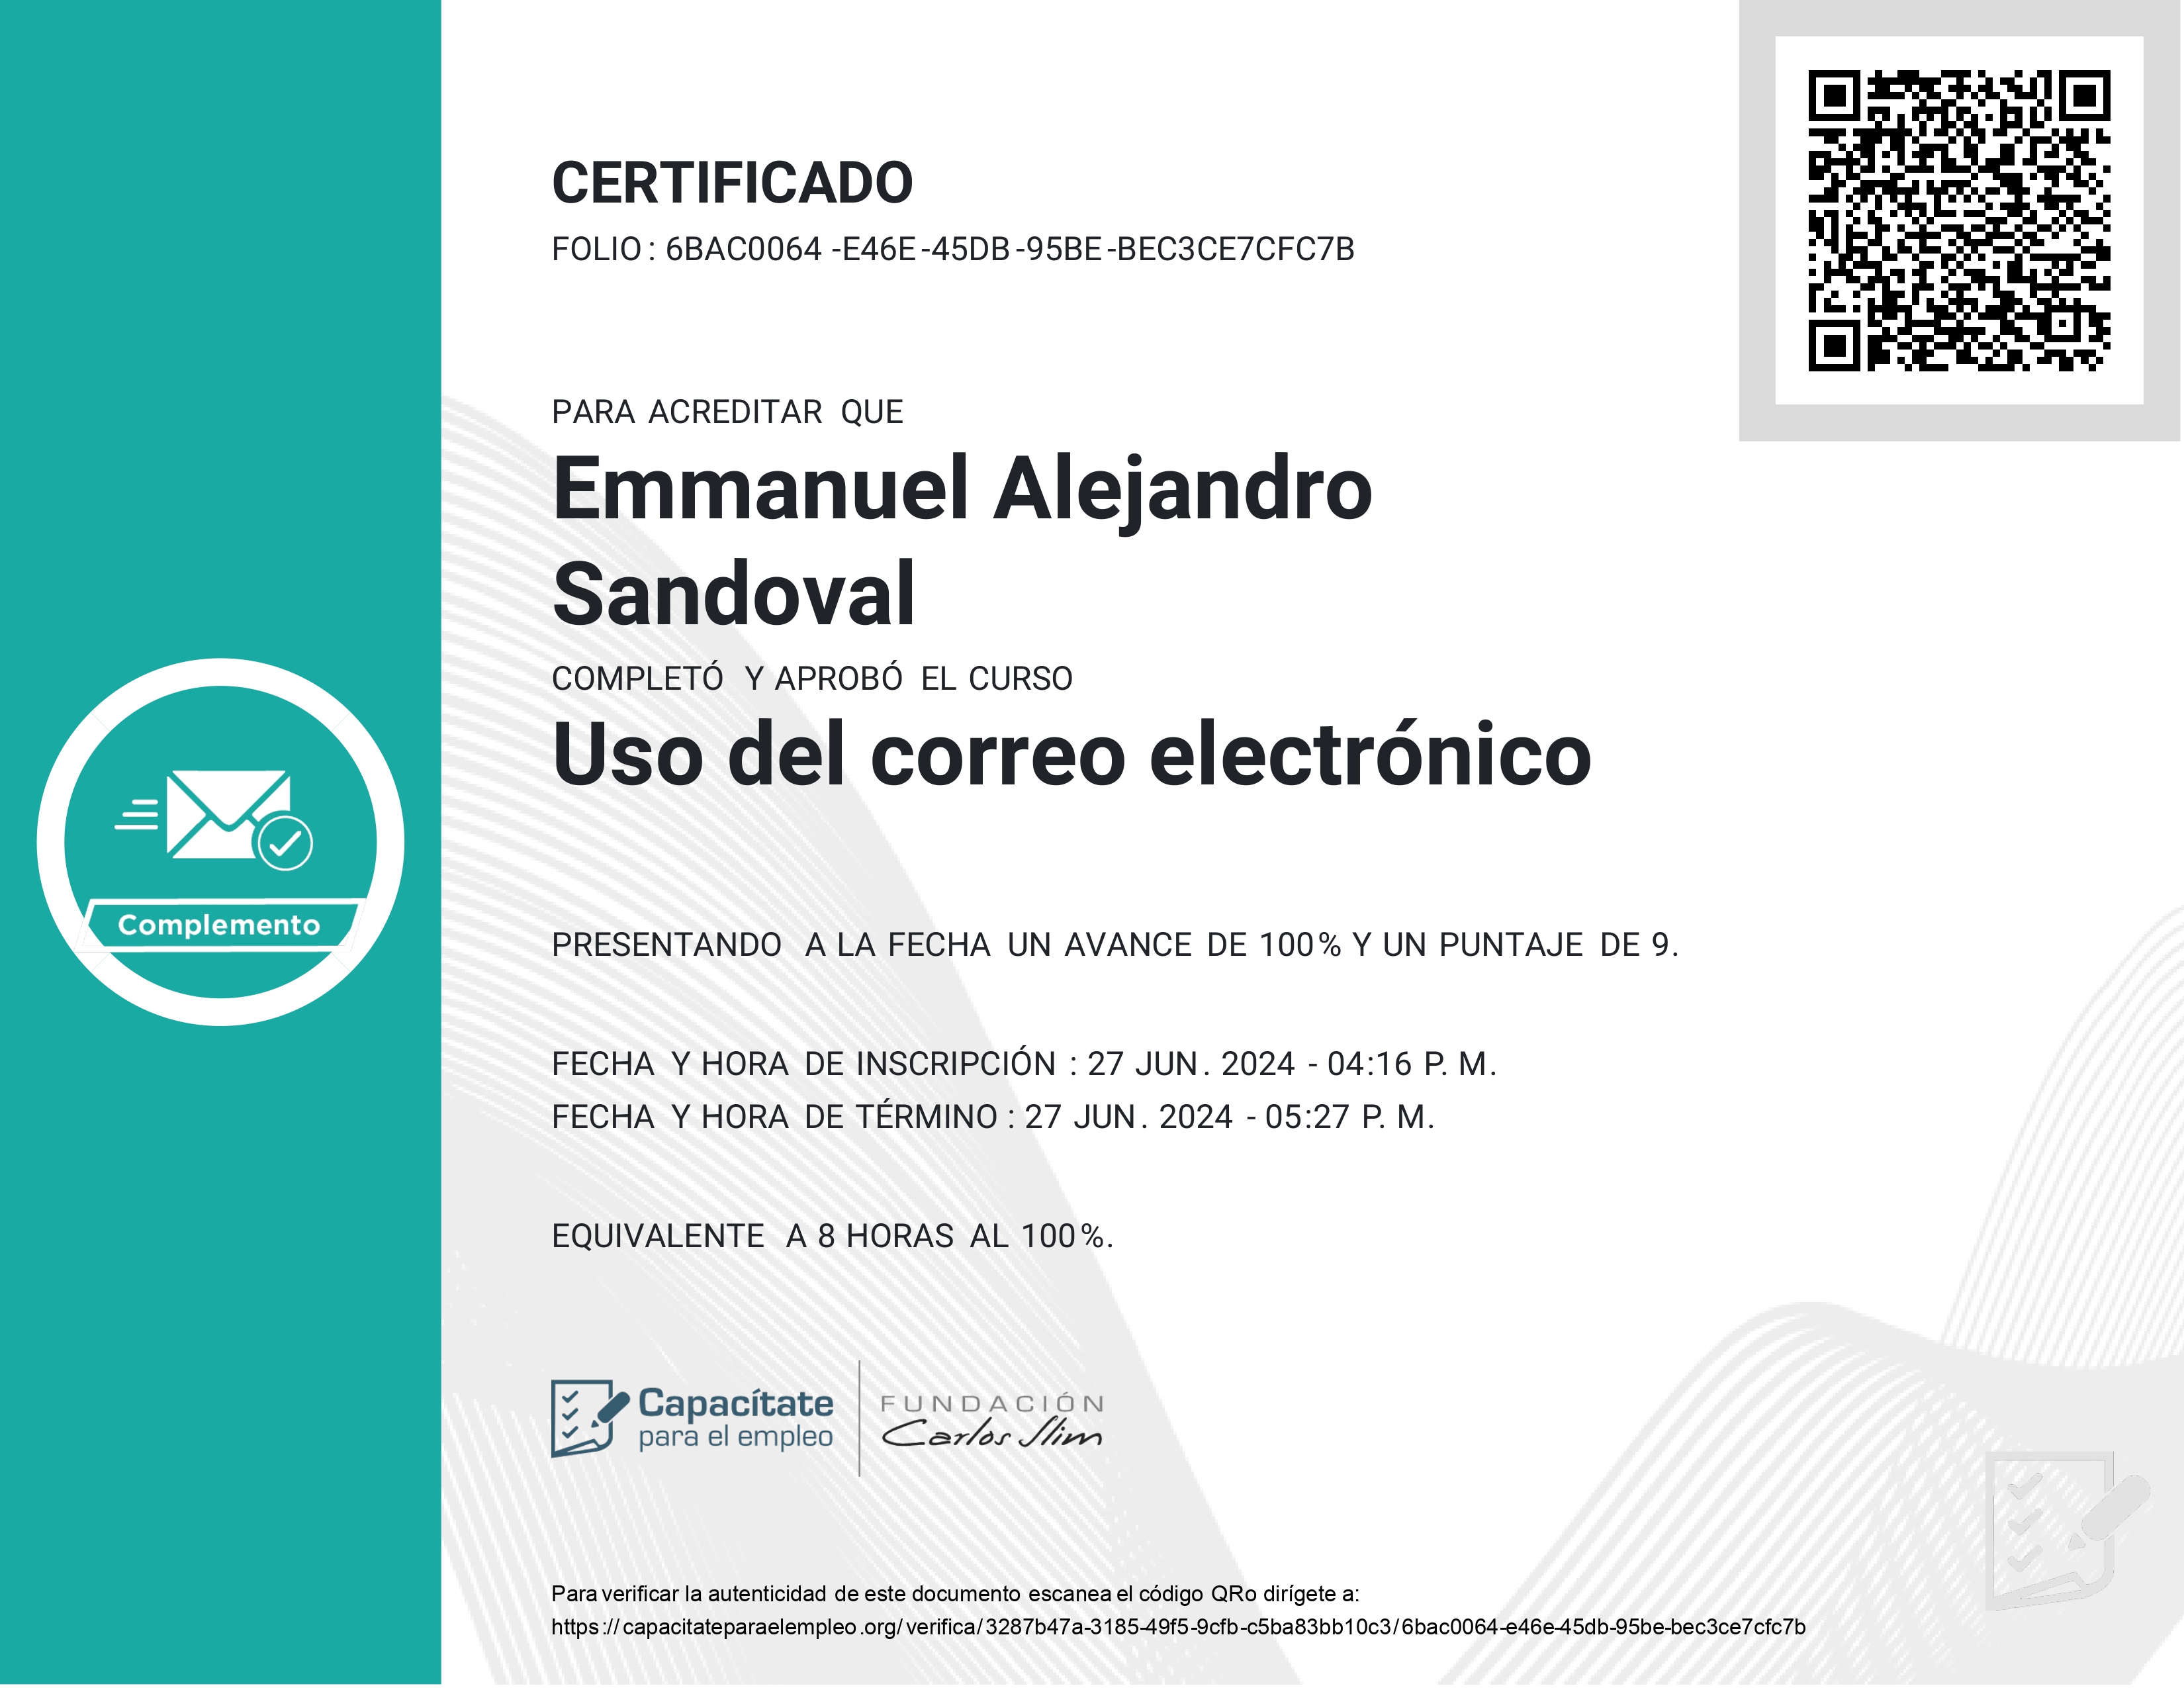 CERTIFICADO
FOLIO: 6BAC0064-E46E-45DB-95BE-BEC3CE7CFC7B
PARA ACREDITAR QUE
Emmanuel Alejandro
Sandoval
COMPLETÓ Y APROBÓ EL CURSO
Uso del correo electrónico
Complemento
PRESENTANDO A LA FECHA UN AVANCE DE 100% Y UN PUNTAJE DE 9.
FECHA Y HORA DE INSCRIPCIÓN : 27 JUN. 2024 - 04:16 P. M.
FECHA Y HORA DE TÉRMINO : 27 JUN. 2024 - 05:27 P. M.
EQUIVALENTE A 8 HORAS AL 100%.
Capacítate
para el empleo
FUNDACIÓN
Carlos Slim
Para verificar la autenticidad de este documento escanea el código QR o dirígete a:
https://capacitateparaelempleo.org/verifica/3287b47a-3185-49f5-9cfb-c5ba83bb10c3/6bac0064-e46e-45db-95be-bec3ce7cfc7b